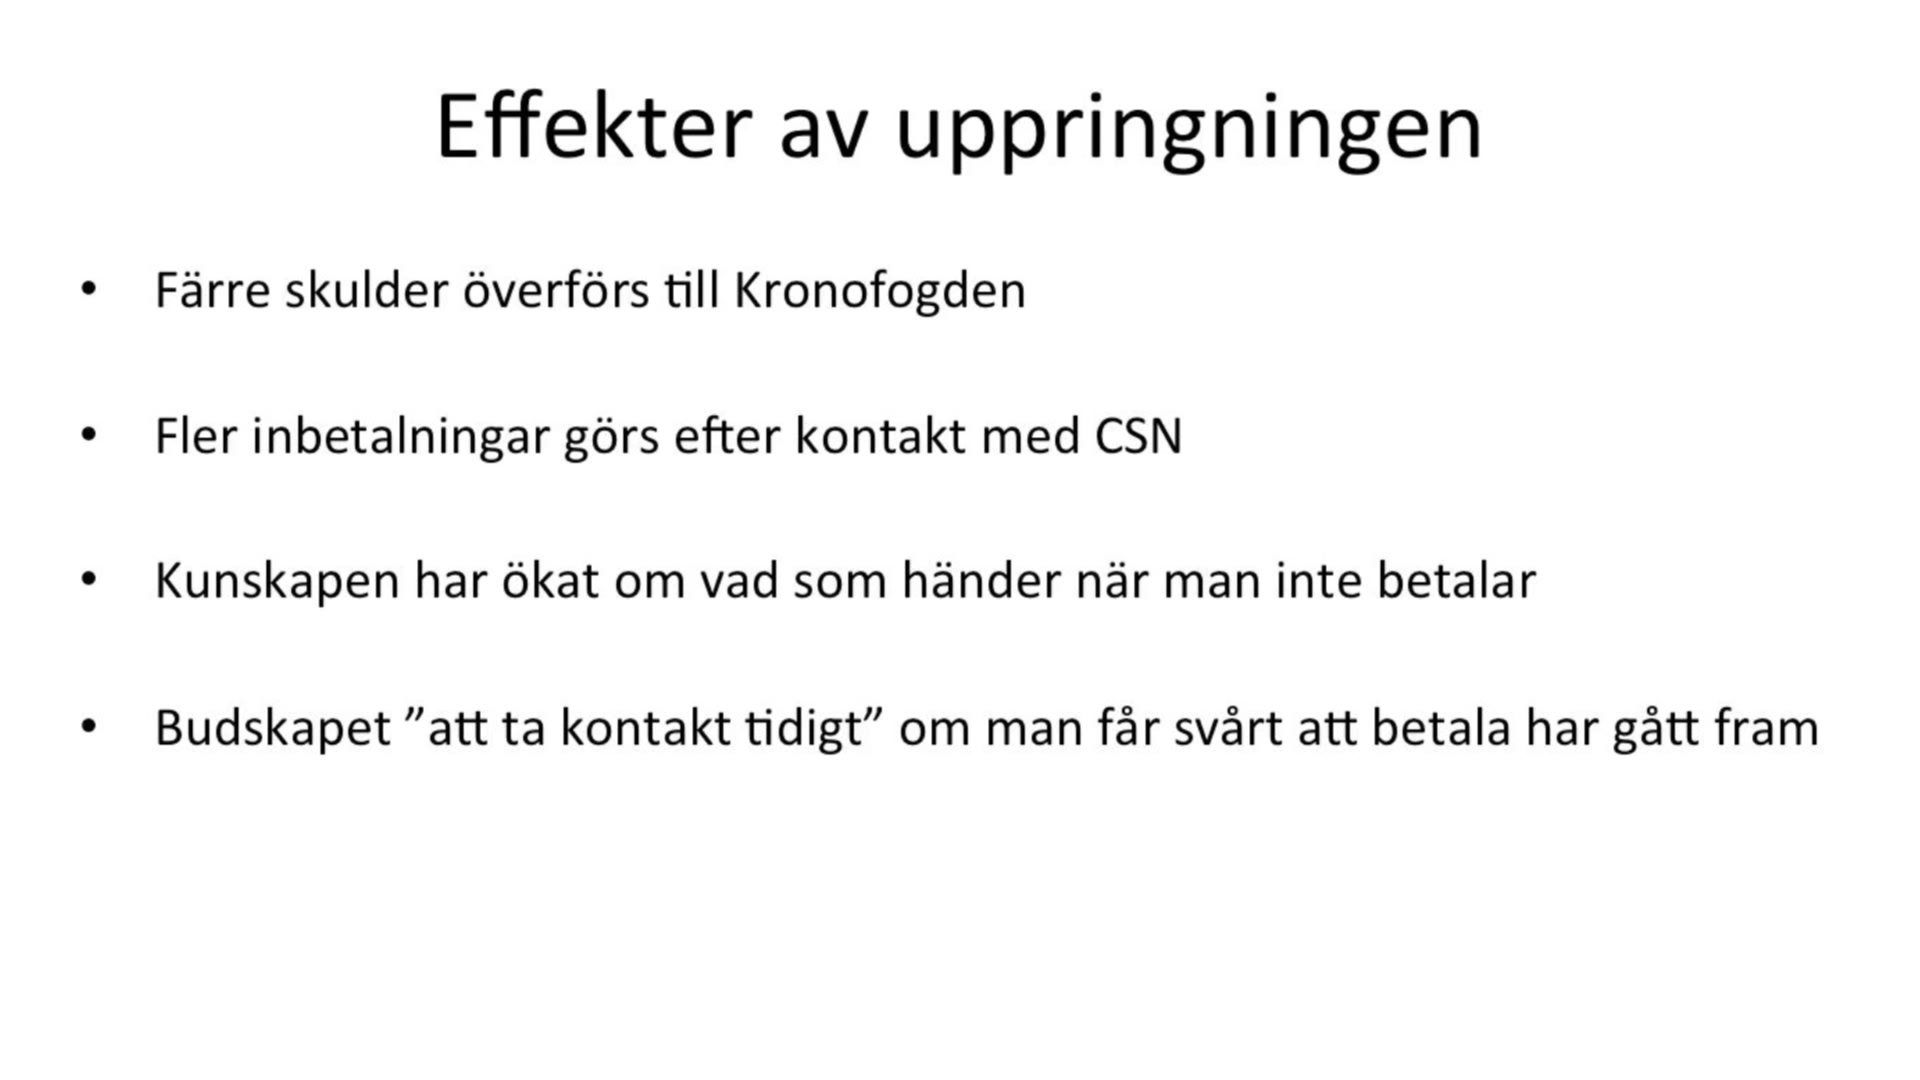 Effekter av uppringningen
• Färre skulder överförs till Kronofogden
• Fler inbetalningar görs efter kontakt med CSN
• Kunskapen har ökat om vad som händer när man inte betalar
• Budskapet ”att ta kontakt tidigt” om man får svårt att betala har gått fram